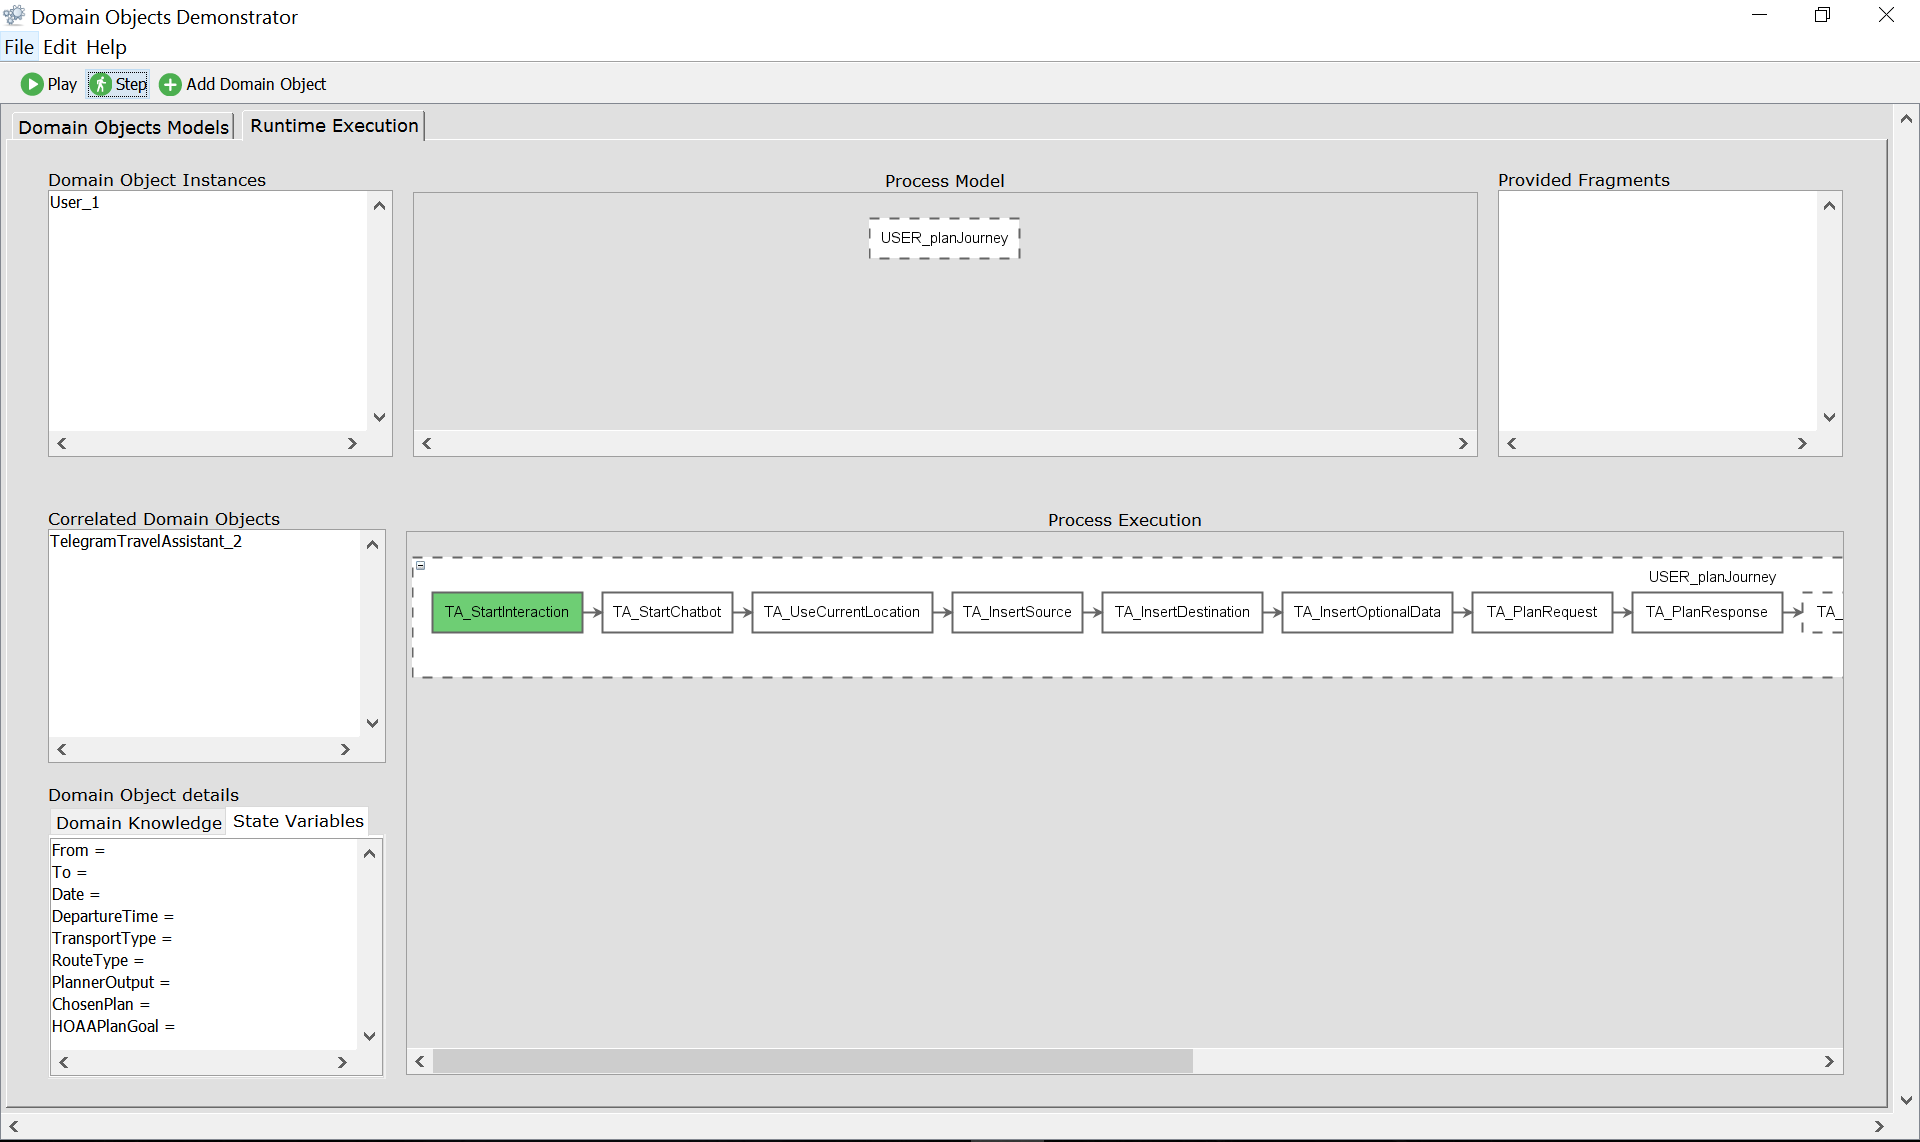 Domain Objects Demonstrator
File Edit Help
Play Step Add Domain Object
Domain Objects Models Runtime Execution
Domain Object Instances
User_1
Process Model
USER_planJourney
Provided Fragments
Correlated Domain Objects
TelegramTravelAssistant_2
Process Execution
USER_planJourney
TA_StartInteraction TA_StartChatbot TA_UseCurrentLocation TA_InsertSource TA_InsertDestination TA_InsertOptionalData TA_PlanRequest TA_PlanResponse TA_
Domain Object details
Domain Knowledge State Variables
From =
To =
Date =
DepartureTime =
TransportType =
RouteType =
PlannerOutput =
ChosenPlan =
HOAAPlanGoal =